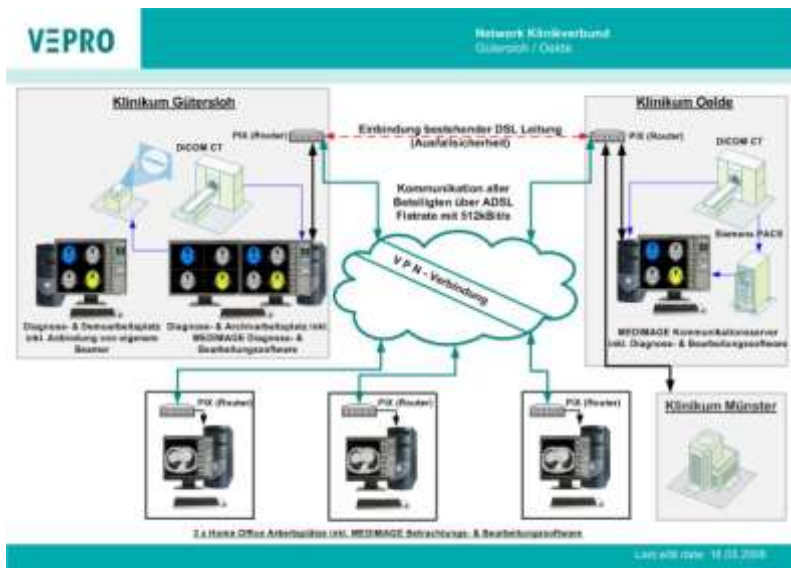 VEPRO
Network Klinikverbund
Gütersloh / Oelde
Klinikum Gütersloh
Klinikum Oelde
PIX (Router)
Einbindung bestehender DSL Leitung
(Ausfallsicherheit)
PIX (Router)
DICOM CT
DICOM CT
Kommunikation aller
Beteiligten über ADSL
Flatrate mit 512kBit/s
Siemens PACS
VPN - Verbindung
Diagnose- & Demoarbeitsplatz
inkl. Anbindung von eigenem
Beamer
Diagnose- & Archivarbeitsplatz inkl.
MEDIMAGE Diagnose- &
Bearbeitungssoftware
MEDIMAGE Kommunikationsserver
inkl. Diagnose- & Bearbeitungssoftware
PIX (Router)
PIX (Router)
PIX (Router)
Klinikum Münster
3 x Home Office Arbeitsplätze inkl. MEDIMAGE Betrachtungs- & Bearbeitungssoftware
Last edit date: